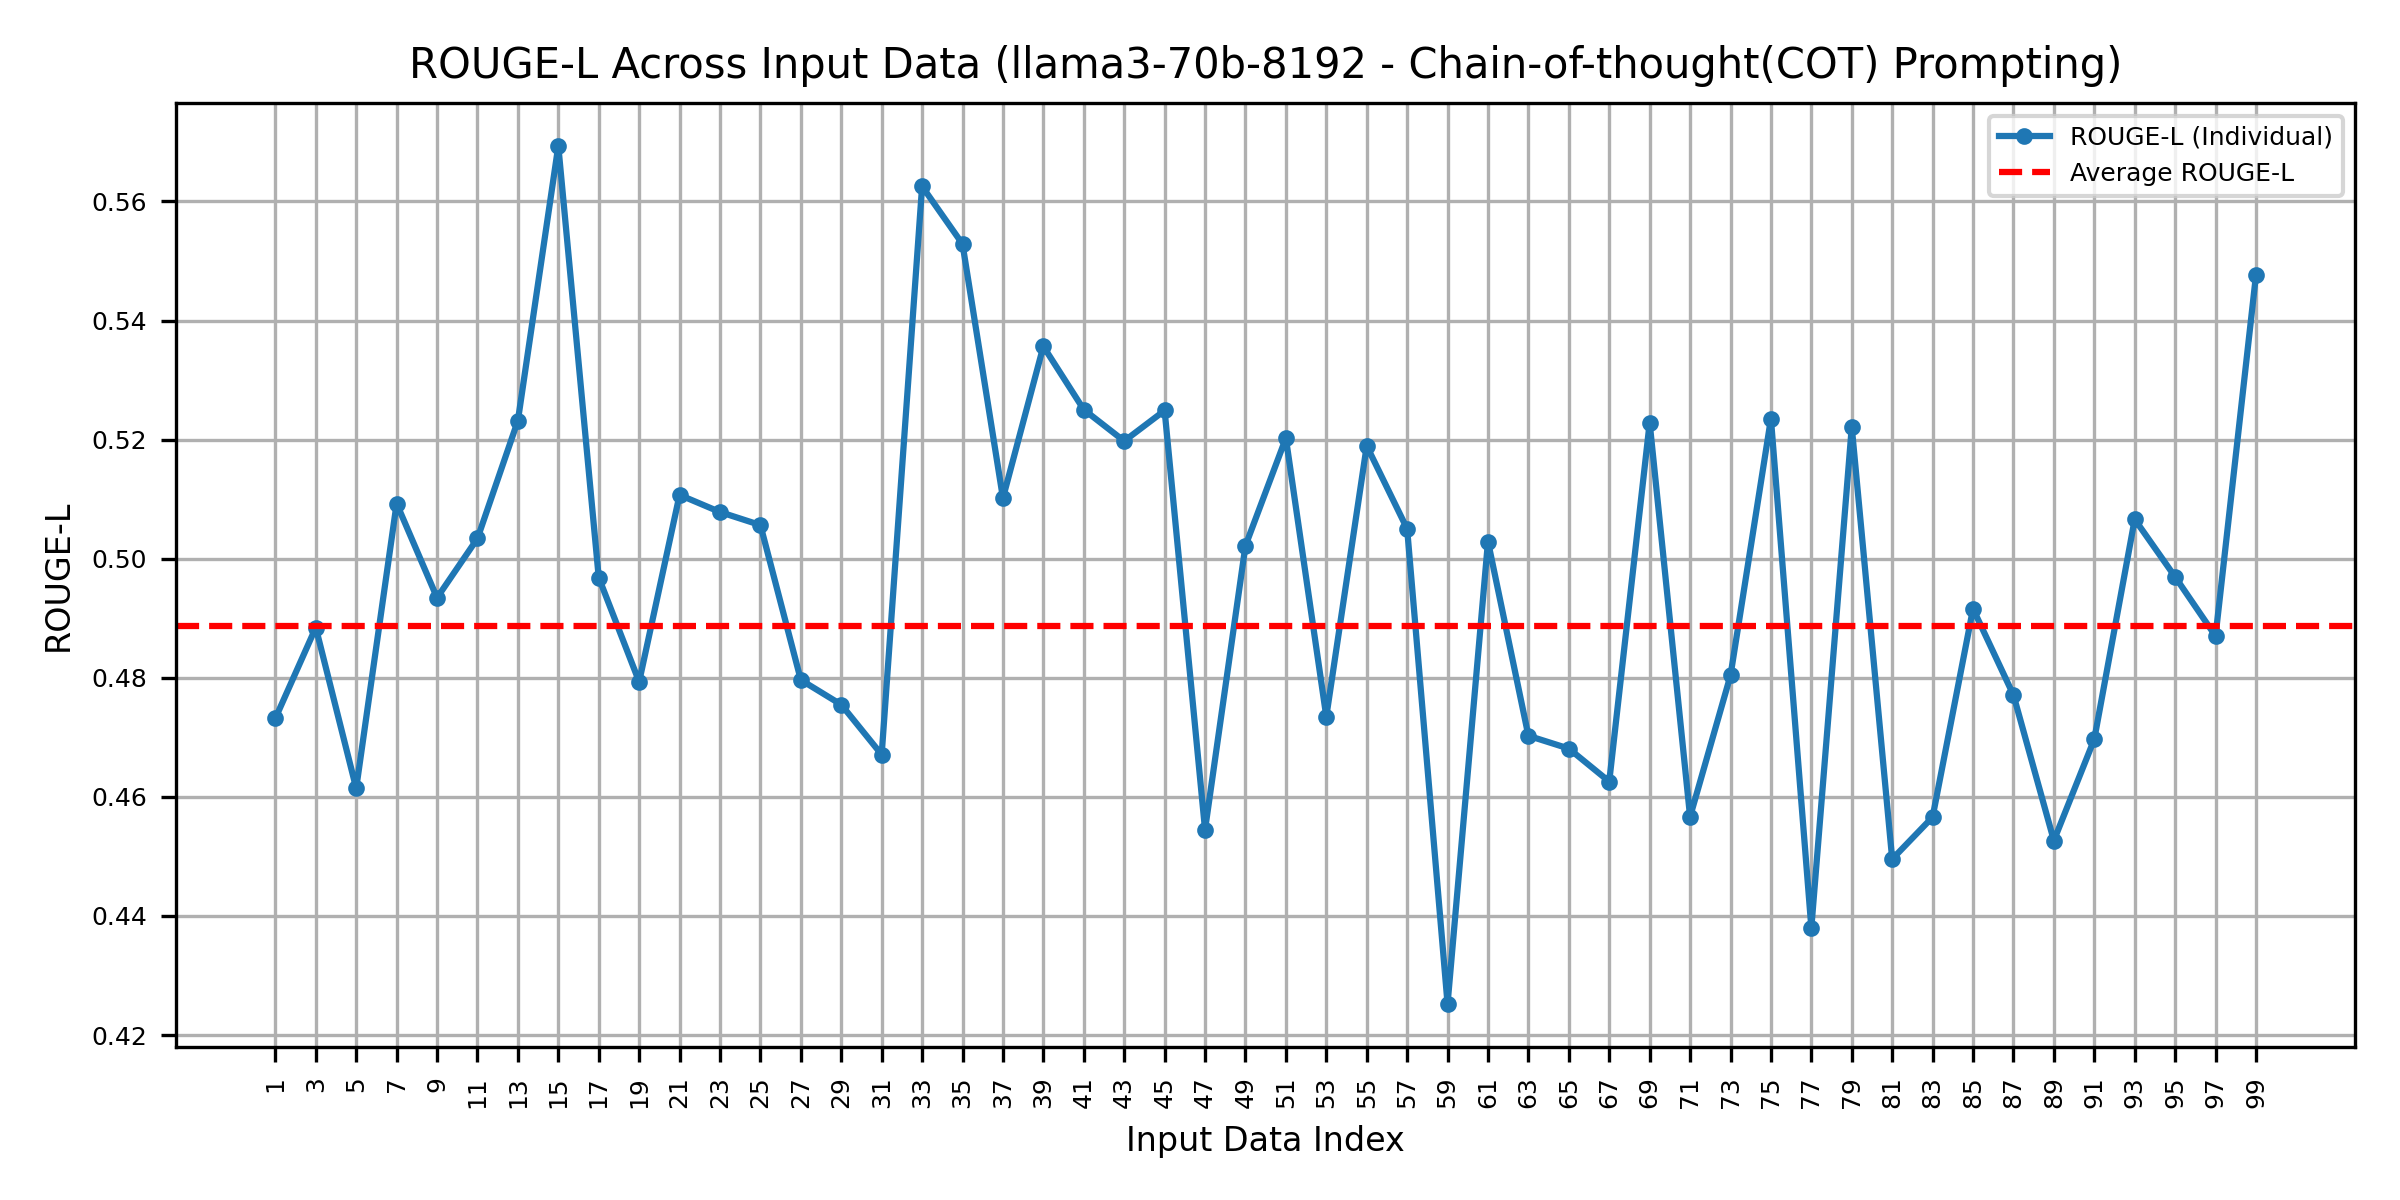 ROUGE-L Across Input Data (llama3-70b-8192 - Chain-of-thought(COT) Prompting)
ROUGE-L (Individual)
Average ROUGE-L
ROUGE-L
0.56
0.54
0.52
0.50
0.48
0.46
0.44
0.42
1 3 5 7 9 11 13 15 17 19 21 23 25 27 29 31 33 35 37 39 41 43 45 47 49 51 53 55 57 59 61 63 65 67 69 71 73 75 77 79 81 83 85 87 89 91 93 95 97 99
Input Data Index